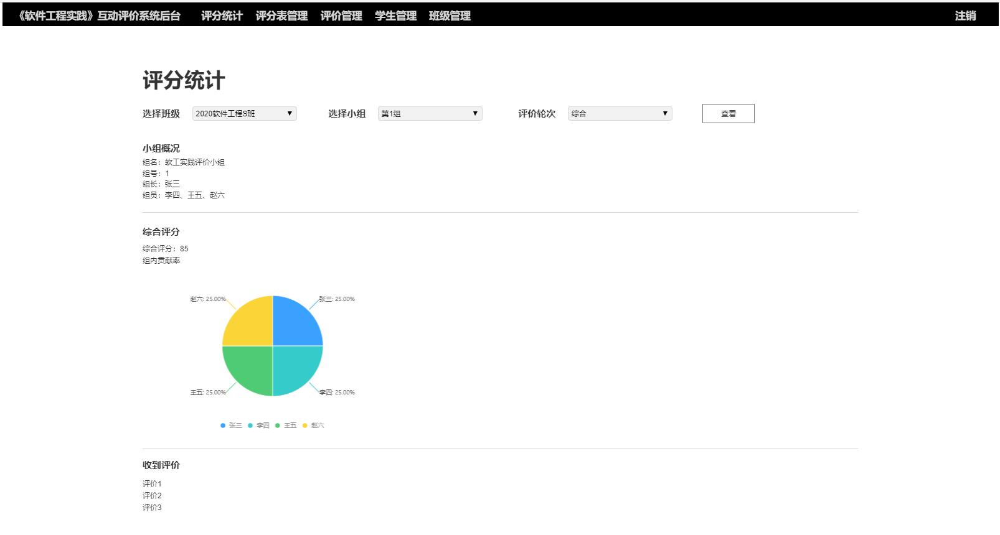 《软件工程实践》互动评价系统后台 评分统计 评分表管理 评价管理 学生管理 班级管理 注销
评分统计
选择班级 2020软件工程S班 ▼ 选择小组 第1组 ▼ 评价轮次 综合 ▼ 查看
小组概况
组名：软工实践评价小组
组号：1
组长：张三
组员：李四、王五、赵六
综合评分
综合评分：85
组内贡献率
赵六: 25.00% 张三: 25.00%
王五: 25.00% 李四: 25.00%
张三 李四 王五 赵六
收到评价
评价1
评价2
评价3